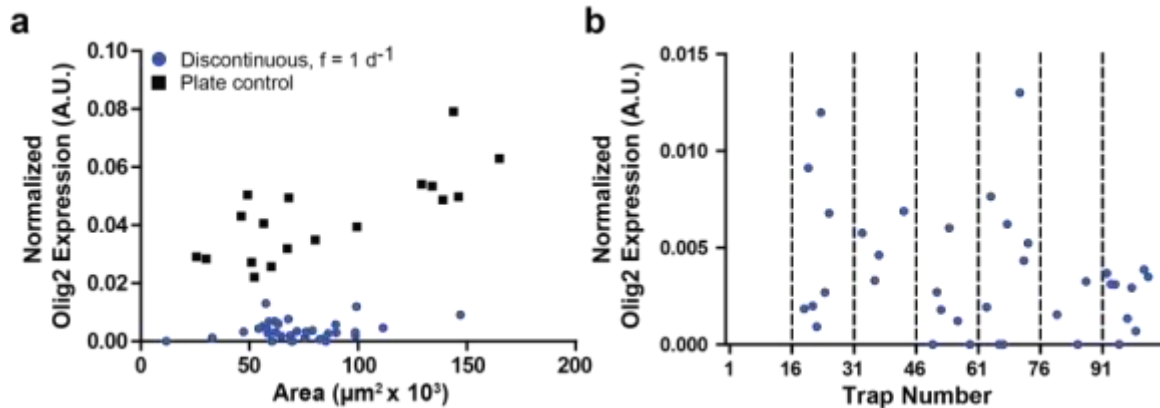 a
Normalized
Olig2 Expression (A.U.)
0.10
0.08
0.06
0.04
0.02
0.00
Discontinuous, f = 1 d⁻¹
Plate control
0 50 100 150 200
Area (μm² x 10³)
b
Normalized
Olig2 Expression (A.U.)
0.015
0.010
0.005
0.000
1 16 31 46 61 76 91
Trap Number